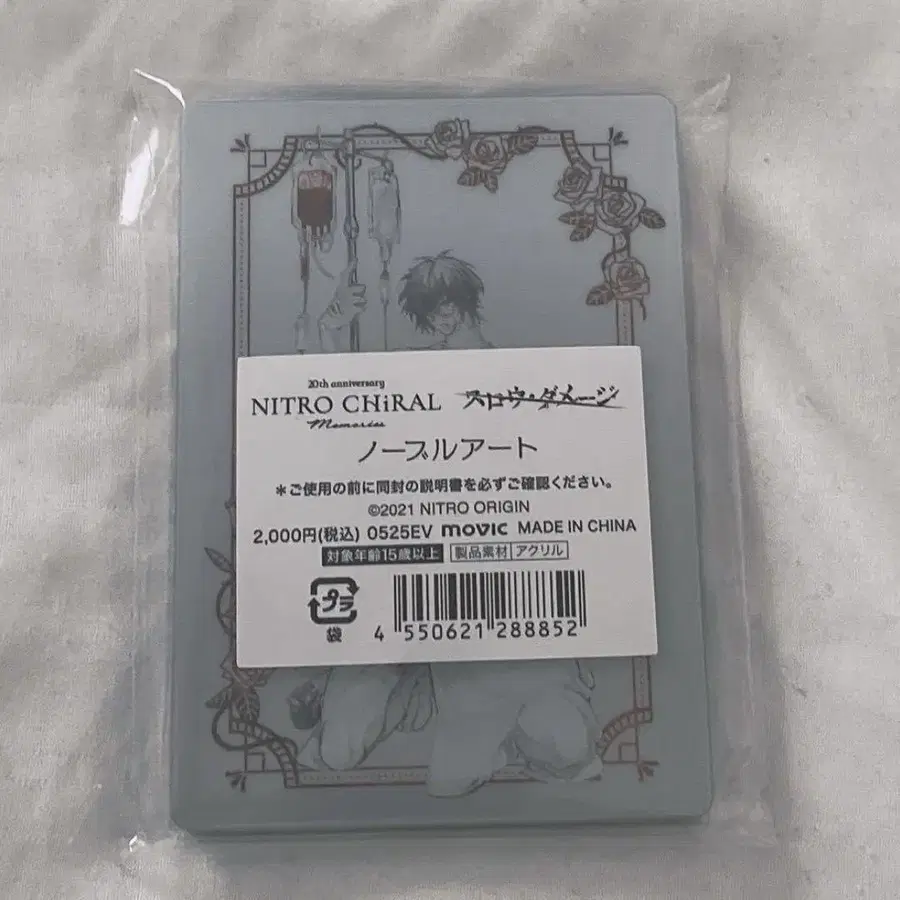 20th anniversary
NITRO CHiRAL スロウ・ダメージ
Memories
ノーブルアート
＊ご使用の前に同封の説明書を必ずご確認ください。
©2021 NITRO ORIGIN
2,000円(税込) 0525EV movic MADE IN CHINA
対象年齢15歳以上 製品素材 アクリル
プラ
袋
4 550621 288852